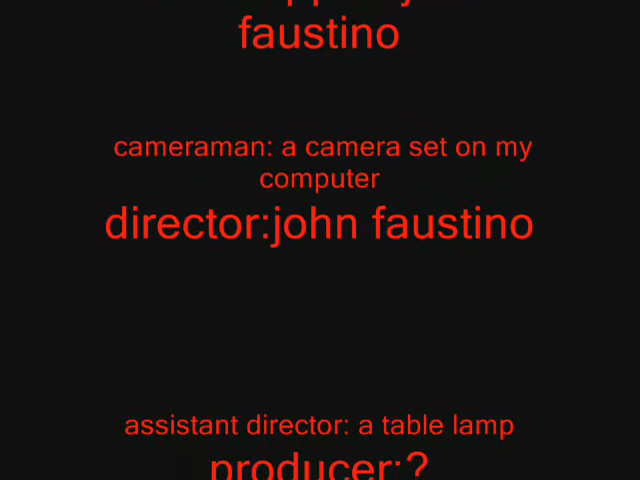 faustino
cameraman: a camera set on my
computer
director:john faustino
assistant director: a table lamp
producer:?